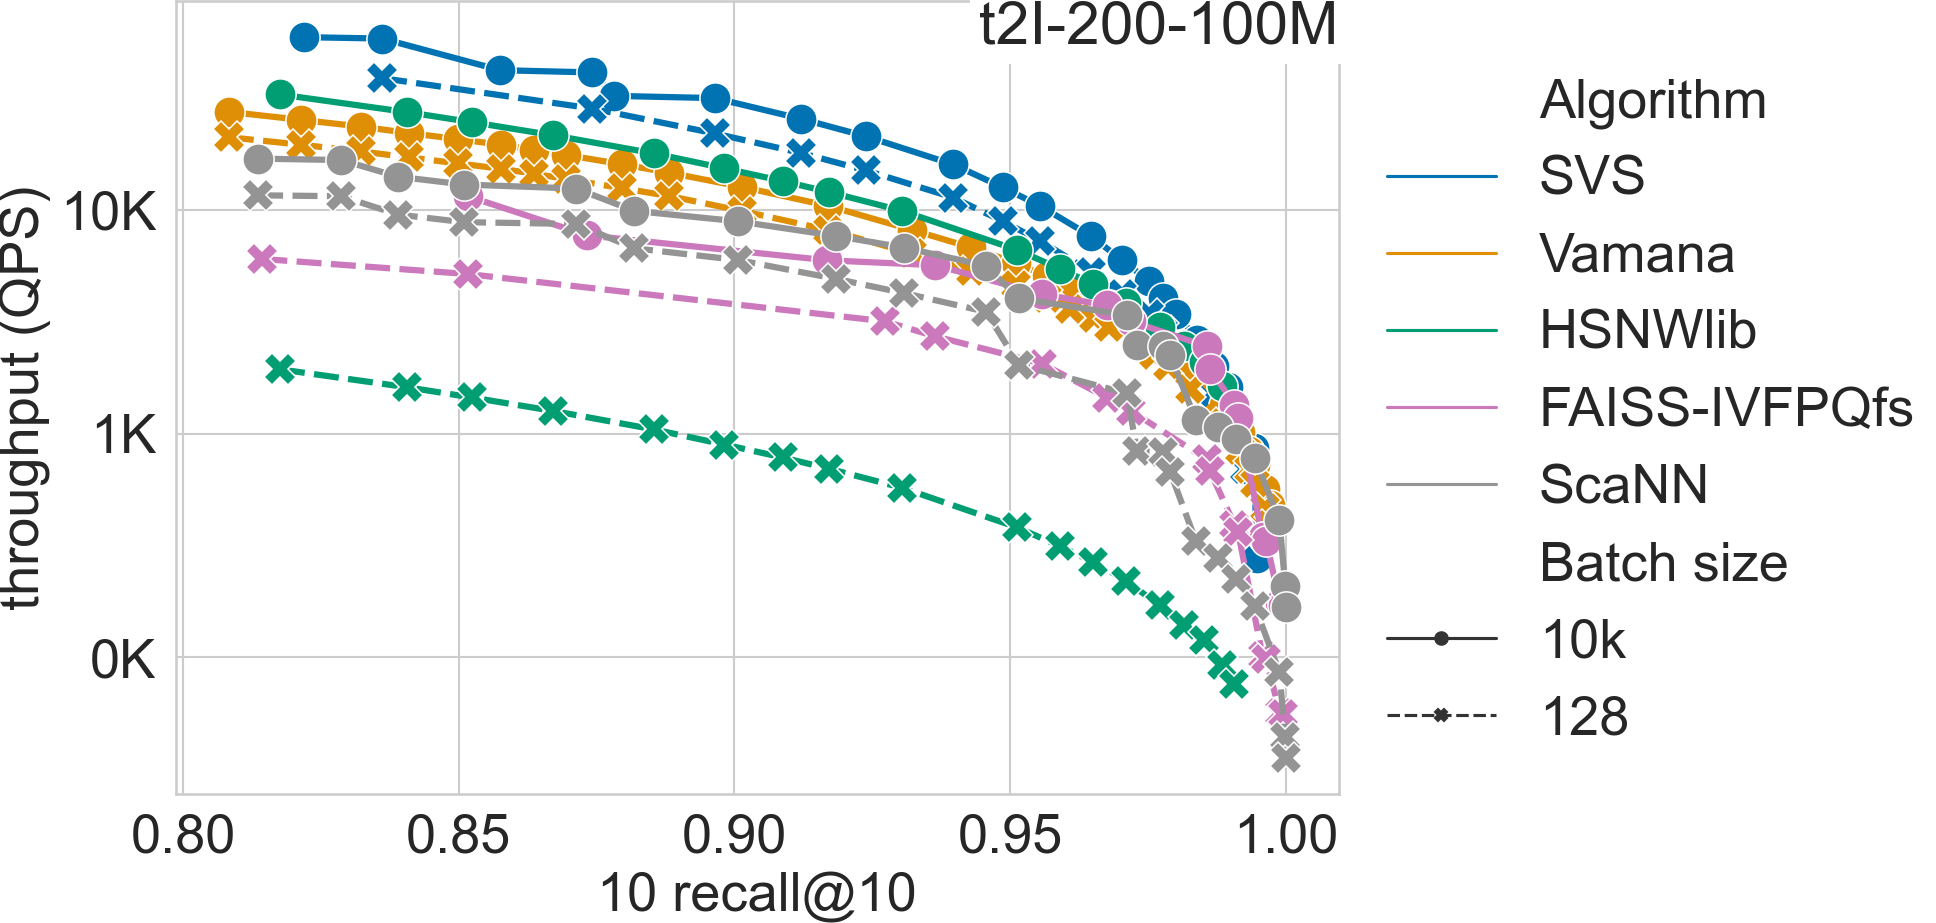 t2I-200-100M
throughput (QPS)
10K
1K
0K
0.80 0.85 0.90 0.95 1.00
10 recall@10
Algorithm
SVS
Vamana
HSNWlib
FAISS-IVFPQfs
ScaNN
Batch size
10k
128